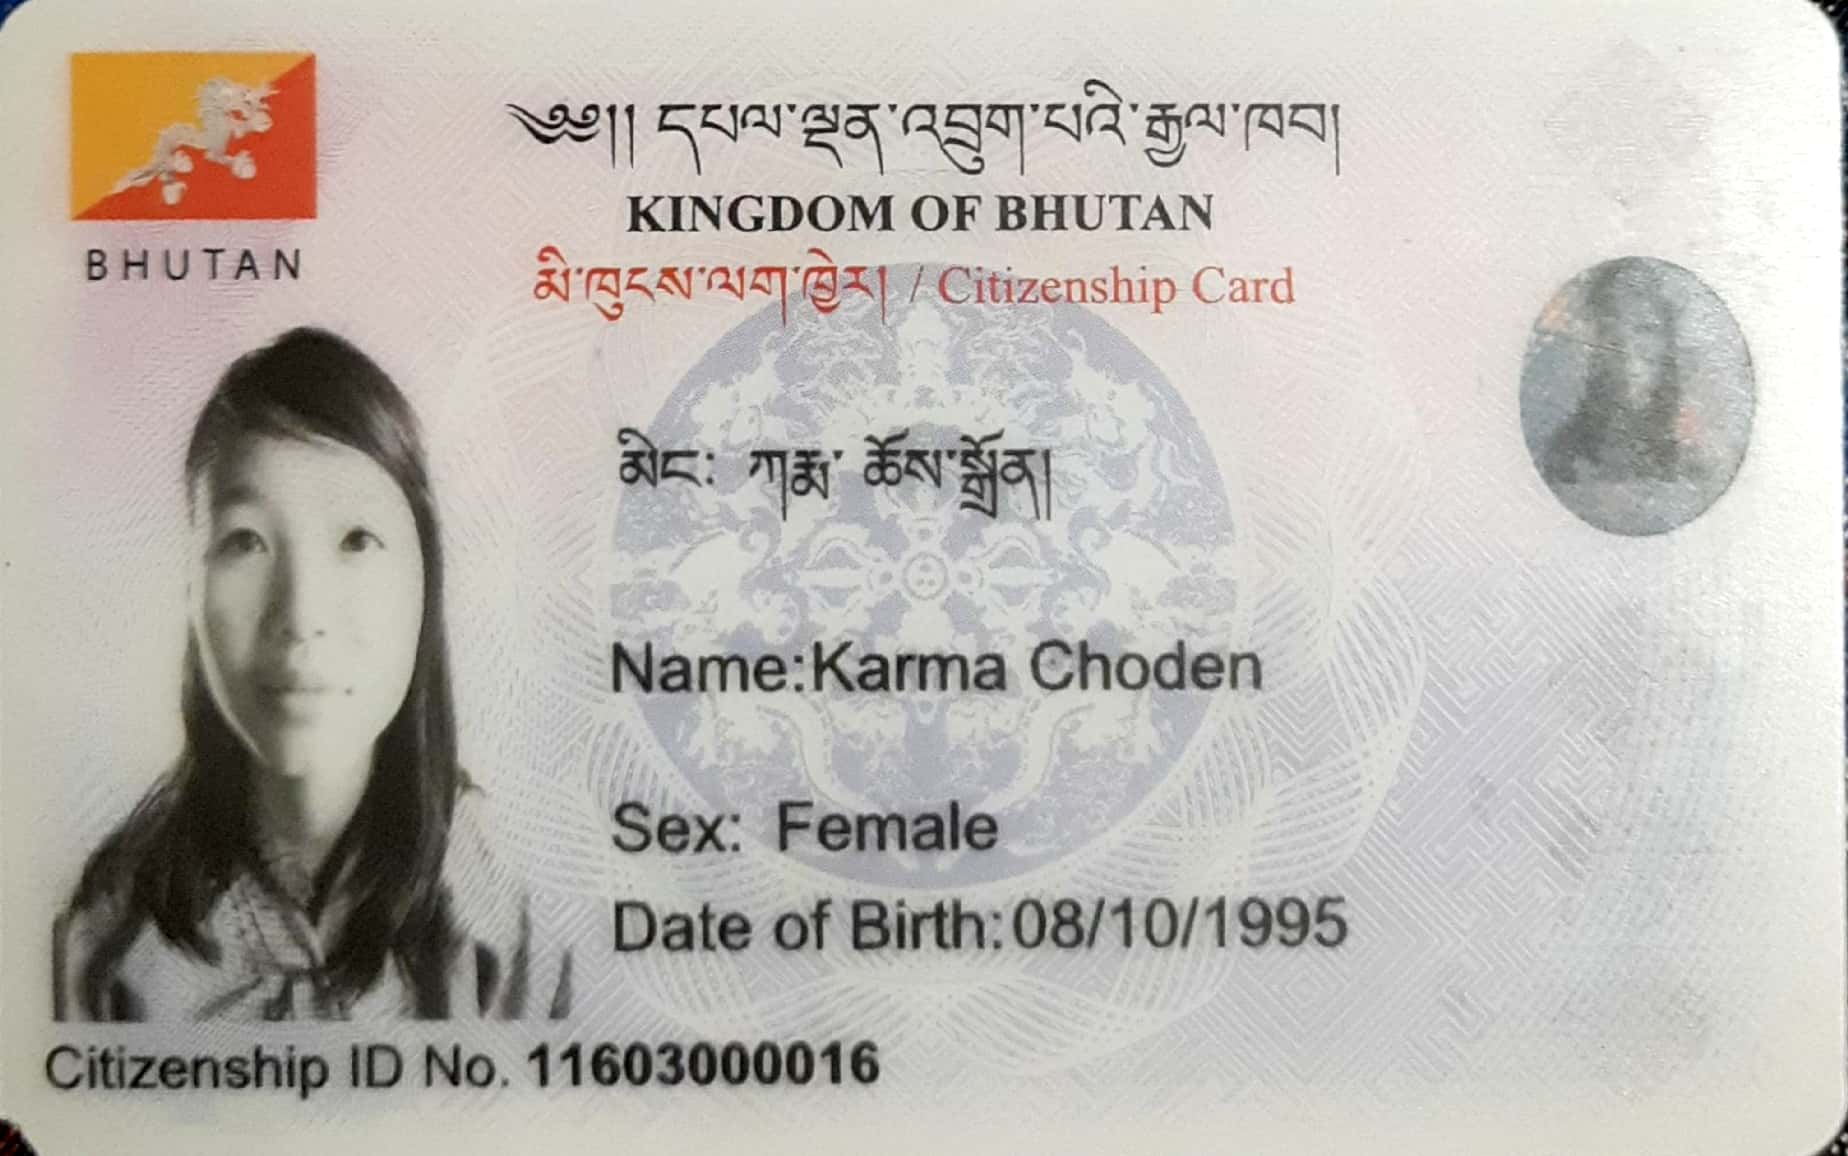 ༄༅།། དཔལ་ལྡན་འབྲུག་པའི་རྒྱལ་ཁབ།
KINGDOM OF BHUTAN
མི་ཁུངས་ལག་ཁྱེར། / Citizenship Card
BHUTAN
མིང་: ཀརྨ་ ཆོས་སྒྲོན།
Name:Karma Choden
Sex: Female
Date of Birth:08/10/1995
Citizenship ID No. 11603000016